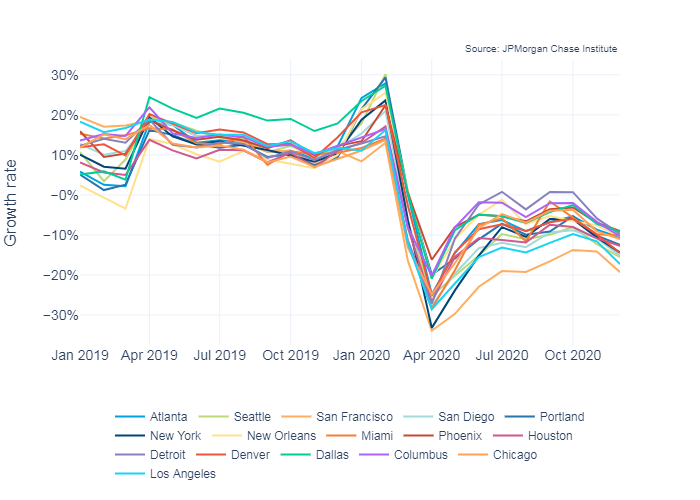 Source: JPMorgan Chase Institute
Growth rate
30%
20%
10%
−0%
−10%
−20%
−30%
Jan 2019 Apr 2019 Jul 2019 Oct 2019 Jan 2020 Apr 2020 Jul 2020 Oct 2020
Atlanta Seattle San Francisco San Diego Portland
New York New Orleans Miami Phoenix Houston
Detroit Denver Dallas Columbus Chicago
Los Angeles